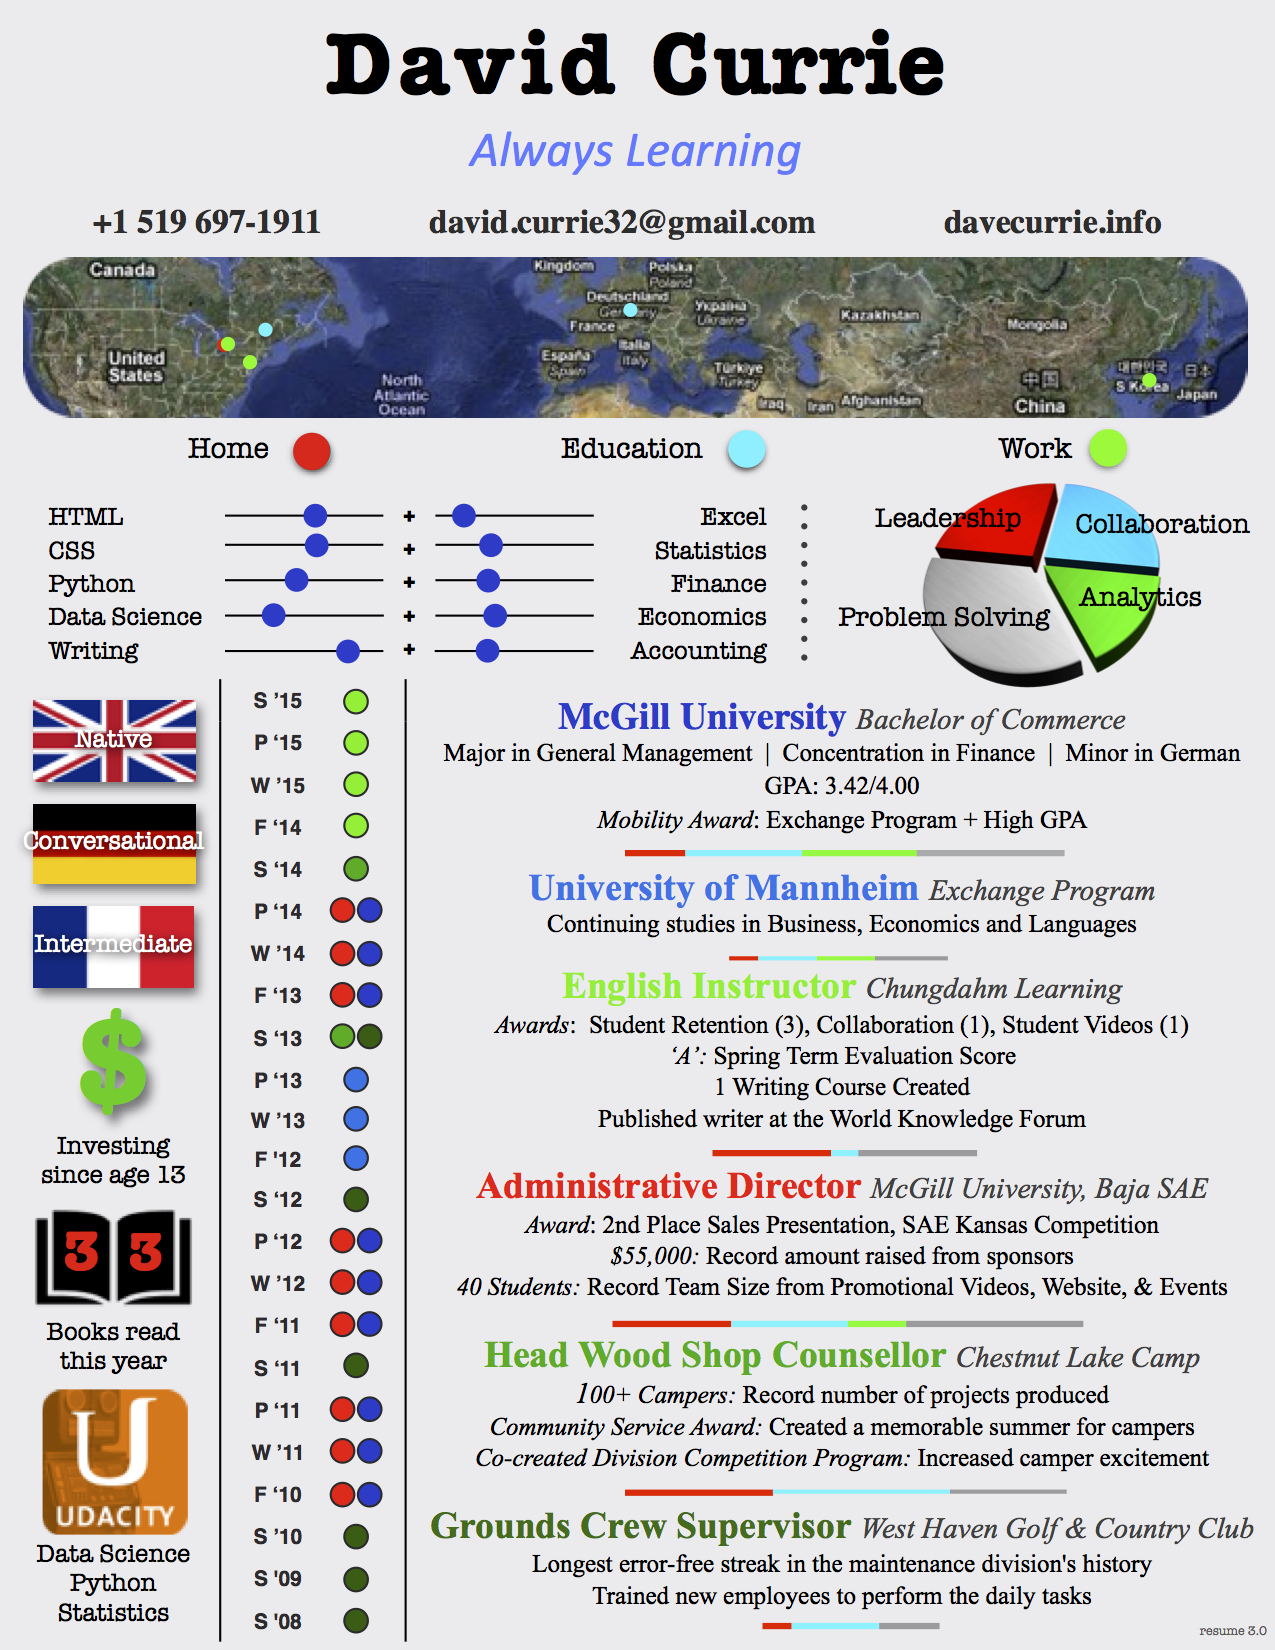 David Currie
Always Learning
+1 519 697-1911 david.currie32@gmail.com davecurrie.info
Canada
United States
North Atlantic Ocean
Kingdom
Polska
Poland
Deutschland
Germany
France
Україна
Ukraine
Italia
Italy
España
Spain
Türkiye
Turkey
Iraq
Iran
Afghanistan
Kazakhstan
Mongolia
中国
China
대한민국
S Korea
日本
Japan
Home Education Work
HTML + Excel
CSS + Statistics
Python + Finance
Data Science + Economics
Writing + Accounting
Leadership
Collaboration
Analytics
Problem Solving
Native
Conversational
Intermediate
$
Investing
since age 13
3 3
Books read
this year
U
UDACITY
Data Science
Python
Statistics
S ’15
P ’15
W ’15
F ‘14
S ‘14
P ‘14
W ’14
F ‘13
S ‘13
P ‘13
W ’13
F '12
S ‘12
P ‘12
W ’12
F ‘11
S ‘11
P ‘11
W ’11
F ‘10
S ’10
S '09
S '08
McGill University Bachelor of Commerce
Major in General Management | Concentration in Finance | Minor in German
GPA: 3.42/4.00
Mobility Award: Exchange Program + High GPA
University of Mannheim Exchange Program
Continuing studies in Business, Economics and Languages
English Instructor Chungdahm Learning
Awards: Student Retention (3), Collaboration (1), Student Videos (1)
‘A’: Spring Term Evaluation Score
1 Writing Course Created
Published writer at the World Knowledge Forum
Administrative Director McGill University, Baja SAE
Award: 2nd Place Sales Presentation, SAE Kansas Competition
$55,000: Record amount raised from sponsors
40 Students: Record Team Size from Promotional Videos, Website, & Events
Head Wood Shop Counsellor Chestnut Lake Camp
100+ Campers: Record number of projects produced
Community Service Award: Created a memorable summer for campers
Co-created Division Competition Program: Increased camper excitement
Grounds Crew Supervisor West Haven Golf & Country Club
Longest error-free streak in the maintenance division's history
Trained new employees to perform the daily tasks
resume 3.0